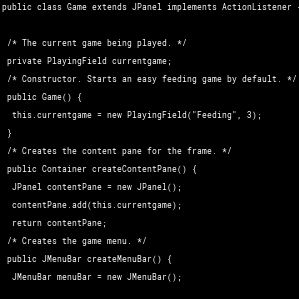 public class Game extends JPanel implements ActionListener
/* The current game being played. */
private PlayingField currentgame;
/* Constructor. Starts an easy feeding game by default. */
public Game() {
this.currentgame = new PlayingField("Feeding", 3);
}
/* Creates the content pane for the frame. */
public Container createContentPane() {
JPanel contentPane = new JPanel();
contentPane.add(this.currentgame);
return contentPane;
/* Creates the game menu. */
public JMenuBar createMenuBar() {
JMenuBar menuBar = new JMenuBar();